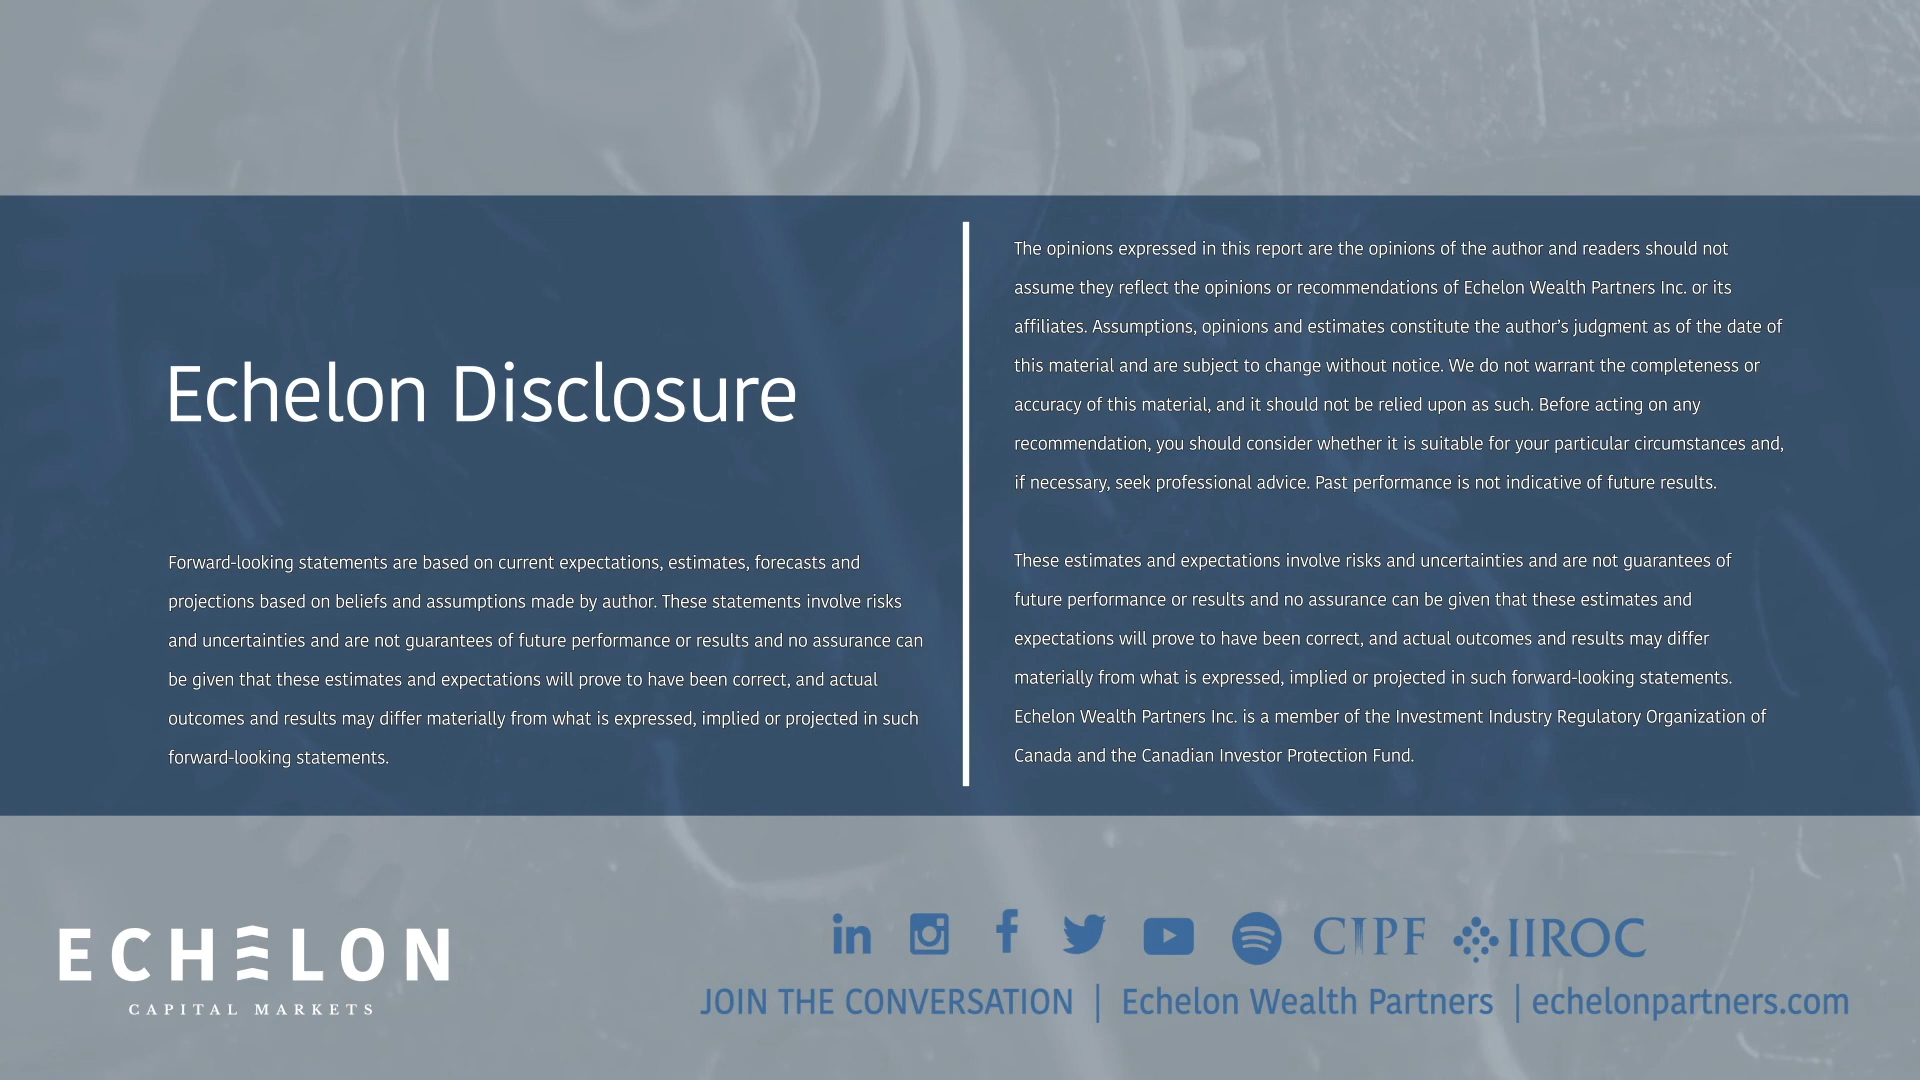 Echelon Disclosure
Forward-looking statements are based on current expectations, estimates, forecasts and
projections based on beliefs and assumptions made by author. These statements involve risks
and uncertainties and are not guarantees of future performance or results and no assurance can
be given that these estimates and expectations will prove to have been correct, and actual
outcomes and results may differ materially from what is expressed, implied or projected in such
forward-looking statements.
The opinions expressed in this report are the opinions of the author and readers should not
assume they reflect the opinions or recommendations of Echelon Wealth Partners Inc. or its
affiliates. Assumptions, opinions and estimates constitute the author’s judgment as of the date of
this material and are subject to change without notice. We do not warrant the completeness or
accuracy of this material, and it should not be relied upon as such. Before acting on any
recommendation, you should consider whether it is suitable for your particular circumstances and,
if necessary, seek professional advice. Past performance is not indicative of future results.
These estimates and expectations involve risks and uncertainties and are not guarantees of
future performance or results and no assurance can be given that these estimates and
expectations will prove to have been correct, and actual outcomes and results may differ
materially from what is expressed, implied or projected in such forward-looking statements.
Echelon Wealth Partners Inc. is a member of the Investment Industry Regulatory Organization of
Canada and the Canadian Investor Protection Fund.
ECHELON
CAPITAL MARKETS
in f CIPF IIROC
JOIN THE CONVERSATION | Echelon Wealth Partners | echelonpartners.com